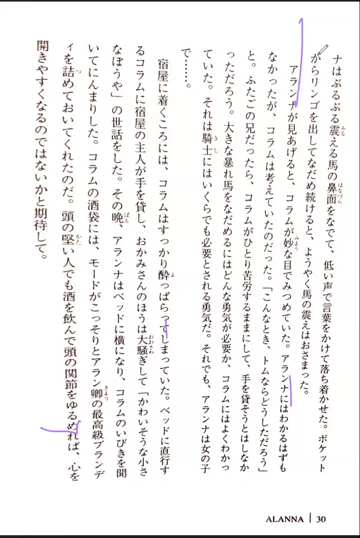 ナはぶるぶる震える馬の鼻面をなでて、低い声で言葉をかけて落ち着かせた。ポケット
からリンゴを出してなだめ続けると、ようやく馬の震えはおさまった。
アランナが見あげると、コラムが妙な目でみつめていた。アランナにはわかるはずも
なかったが、コラムは考えていたのだった。「こんなとき、トムならどうしただろう」
と。ふたごの兄だったら、コラムがひとり苦労するままにして、手を貸そうとはしなか
っただろう。大きな暴れ馬をなだめるにはどんな勇気が必要か、コラムにはよくわかっ
ていた。それは騎士にはいくらでも必要とされる勇気だ。それでも、アランナは女の子
で……。
宿屋に着くころには、コラムはすっかり酔っぱらってしまっていた。ベッドに直行す
るコラムに宿屋の主人が手を貸し、おかみさんのほうは大騒ぎして「かわいそうな小さ
なぼうや」の世話をした。その晩、アランナはベッドに横になり、コラムのいびきを聞
いてにんまりした。コラムの酒袋には、モードがこっそりとアラン卿の最高級ブランデ
ィを詰めておいてくれたのだ。頭の堅い人でも酒を飲んで頭の関節をゆるめれば、心を
開きやすくなるのではないかと期待して。
ALANNA | 30